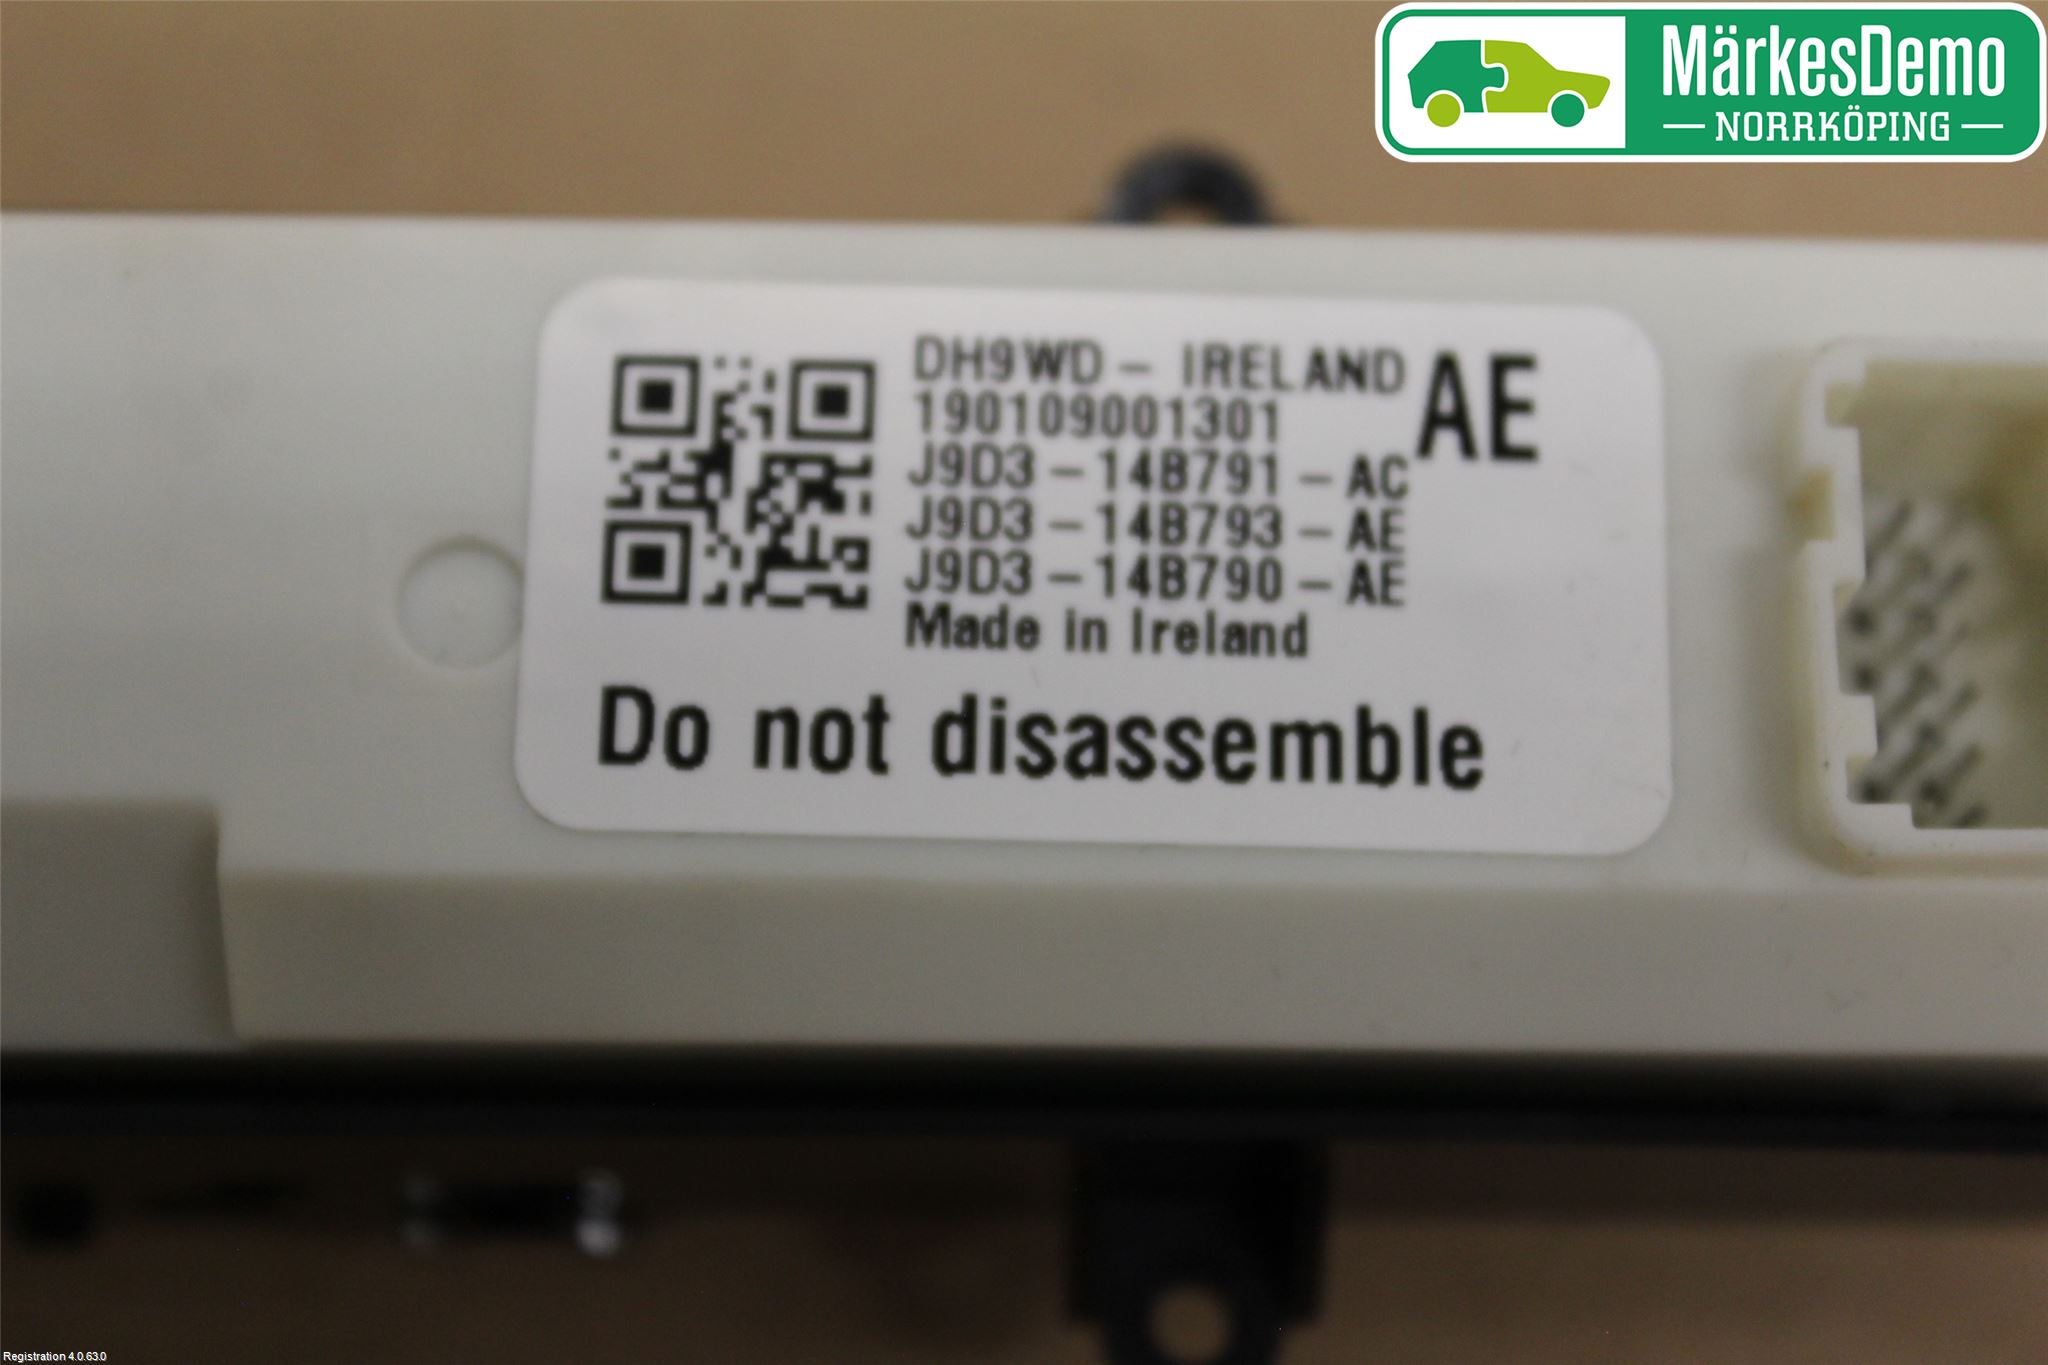 MärkesDemo
NORRKÖPING
DH9WD - IRELAND
AE
190109001301
J9D3-14B791-AC
J9D3-14B793-AE
J9D3-14B790-AE
Made in Ireland
Do not disassemble
Registration 4.0.63.0